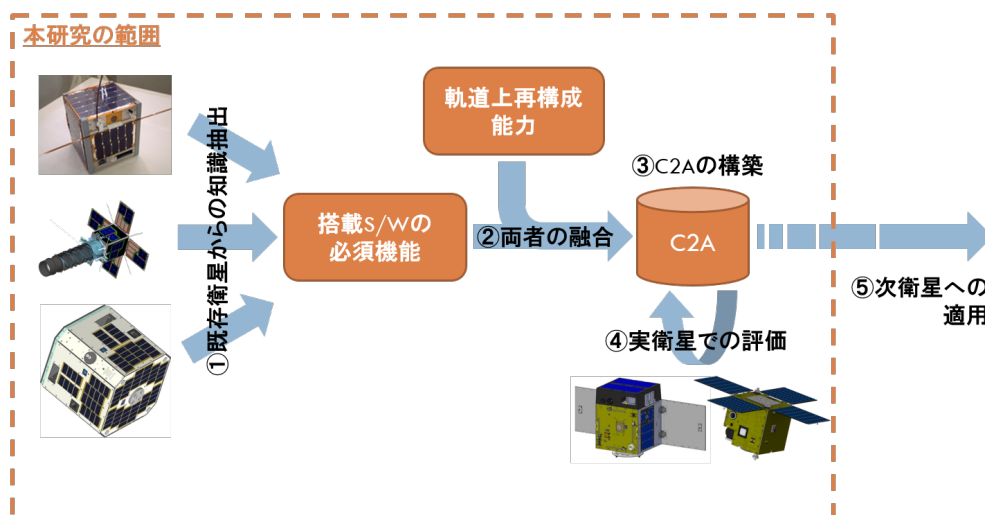 本研究の範囲
①既存衛星からの知識抽出
軌道上再構成
能力
搭載S/Wの
必須機能
②両者の融合
③C2Aの構築
C2A
④実衛星での評価
⑤次衛星への
適用